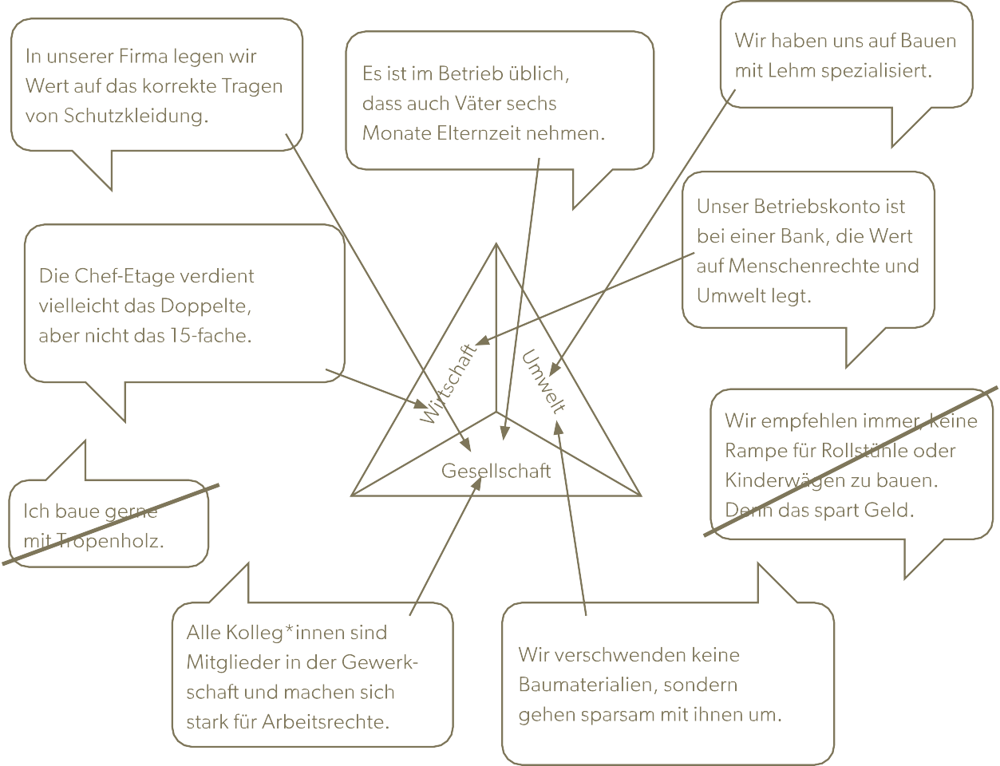 In unserer Firma legen wir
Wert auf das korrekte Tragen
von Schutzkleidung.
Es ist im Betrieb üblich,
dass auch Väter sechs
Monate Elternzeit nehmen.
Wir haben uns auf Bauen
mit Lehm spezialisiert.
Unser Betriebskonto ist
bei einer Bank, die Wert
auf Menschenrechte und
Umwelt legt.
Die Chef-Etage verdient
vielleicht das Doppelte,
aber nicht das 15-fache.
Wirtschaft
Umwelt
Gesellschaft
Wir empfehlen immer, keine
Rampe für Rollstühle oder
Kinderwägen zu bauen.
Denn das spart Geld.
Ich baue gerne
mit Tropenholz.
Alle Kolleg*innen sind
Mitglieder in der Gewerk-
schaft und machen sich
stark für Arbeitsrechte.
Wir verschwenden keine
Baumaterialien, sondern
gehen sparsam mit ihnen um.